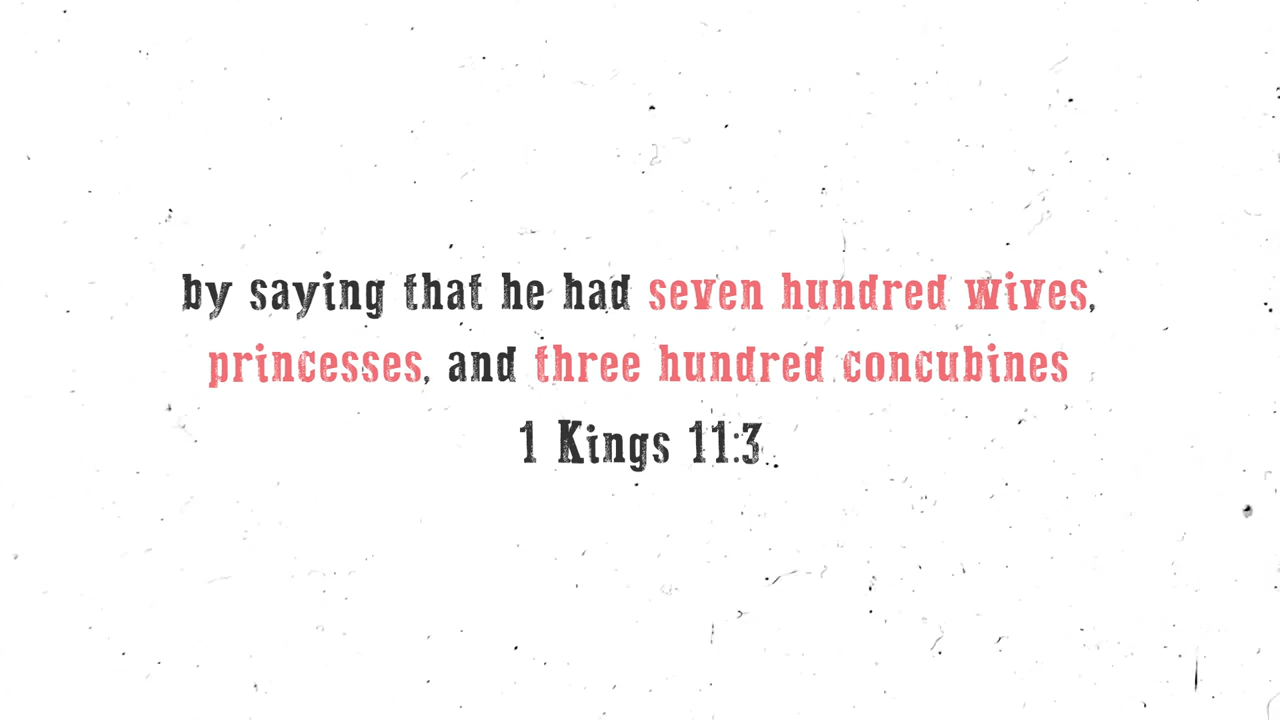 by saying that he had seven hundred wives,
princesses, and three hundred concubines
1 Kings 11:3